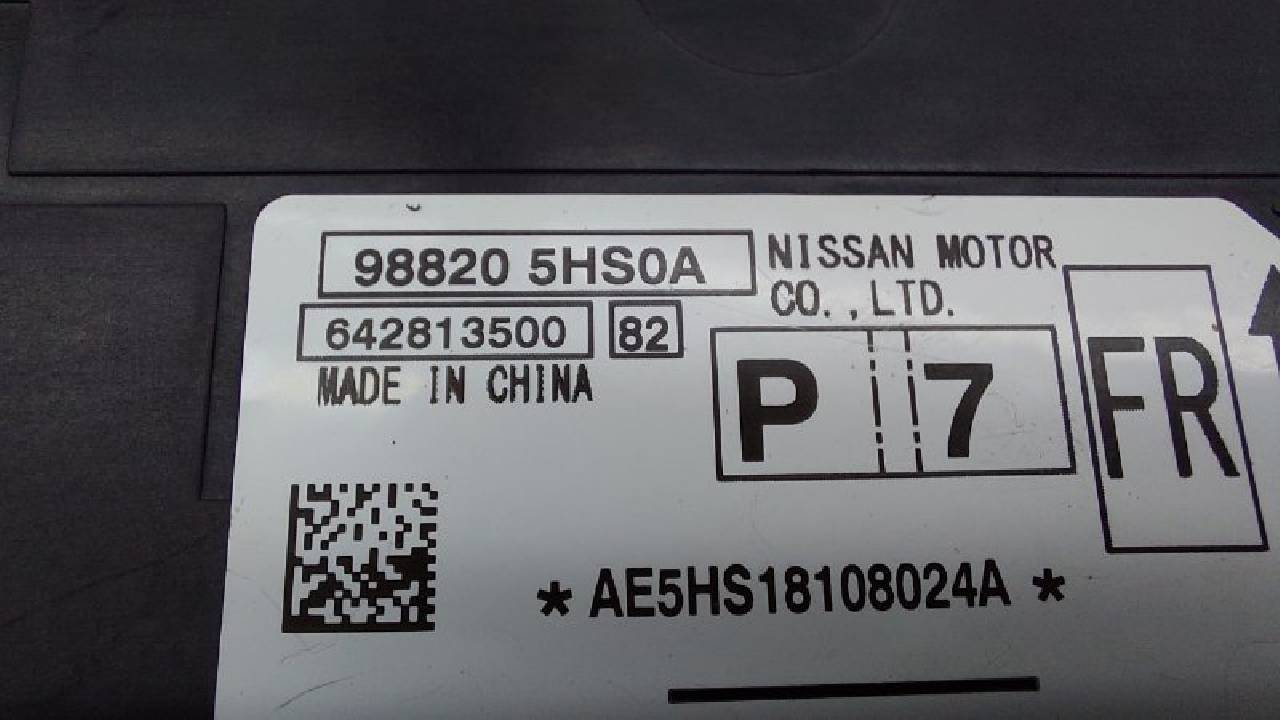 98820 5HS0A
NISSAN MOTOR
CO.,LTD.
642813500
82
MADE IN CHINA
P 7
FR
* AE5HS18108024A *